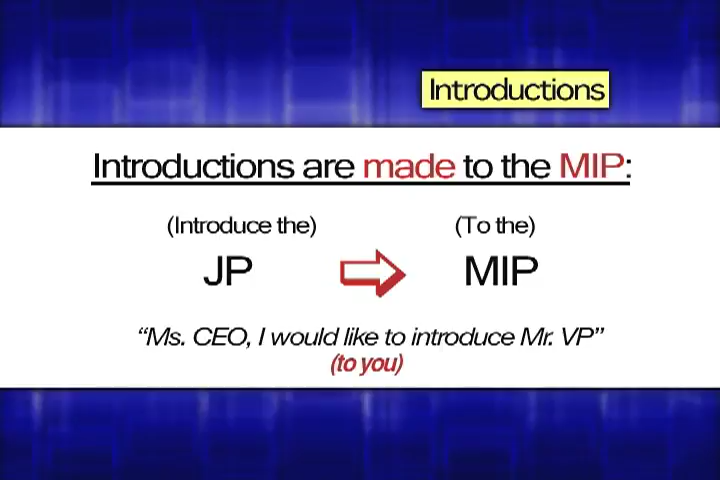 Introductions
Introductions are made to the MIP:
(Introduce the) (To the)
JP MIP
“Ms. CEO, I would like to introduce Mr. VP”
(to you)